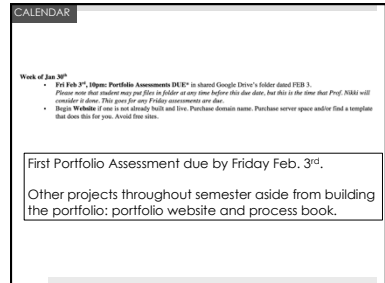 CALENDAR
Week of Jan 30th
• Fri Feb 3rd, 10pm: Portfolio Assessments DUE* in shared Google Drive's folder dated FEB 3.
Please note that student may put files in folder at any time before this due date, but this is the time that Prof. Nikki will
consider it done. This goes for any Friday assessments are due.
• Begin Website if one is not already built and live. Purchase domain name. Purchase server space and/or find a template
that does this for you. Avoid free sites.
First Portfolio Assessment due by Friday Feb. 3rd.
Other projects throughout semester aside from building
the portfolio: portfolio website and process book.